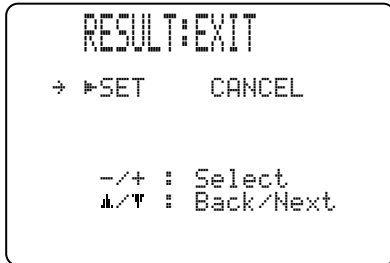 RESULT:EXIT
→ ▶SET CANCEL
-/+ : Select
/ : Back/Next